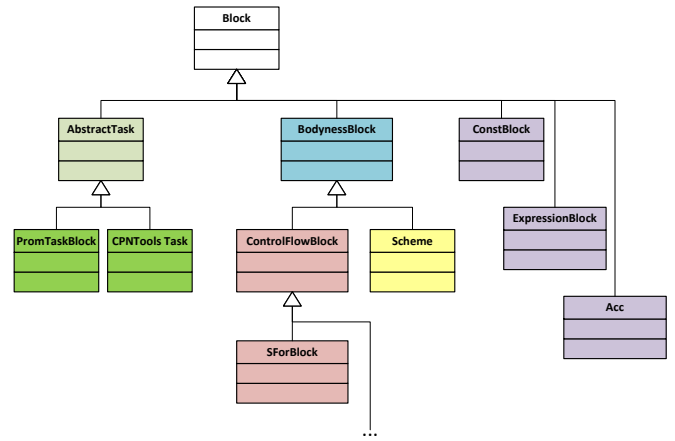 Block
AbstractTask
BodynessBlock
ConstBlock
PromTaskBlock
CPNTools Task
ControlFlowBlock
Scheme
ExpressionBlock
Acc
SForBlock
...